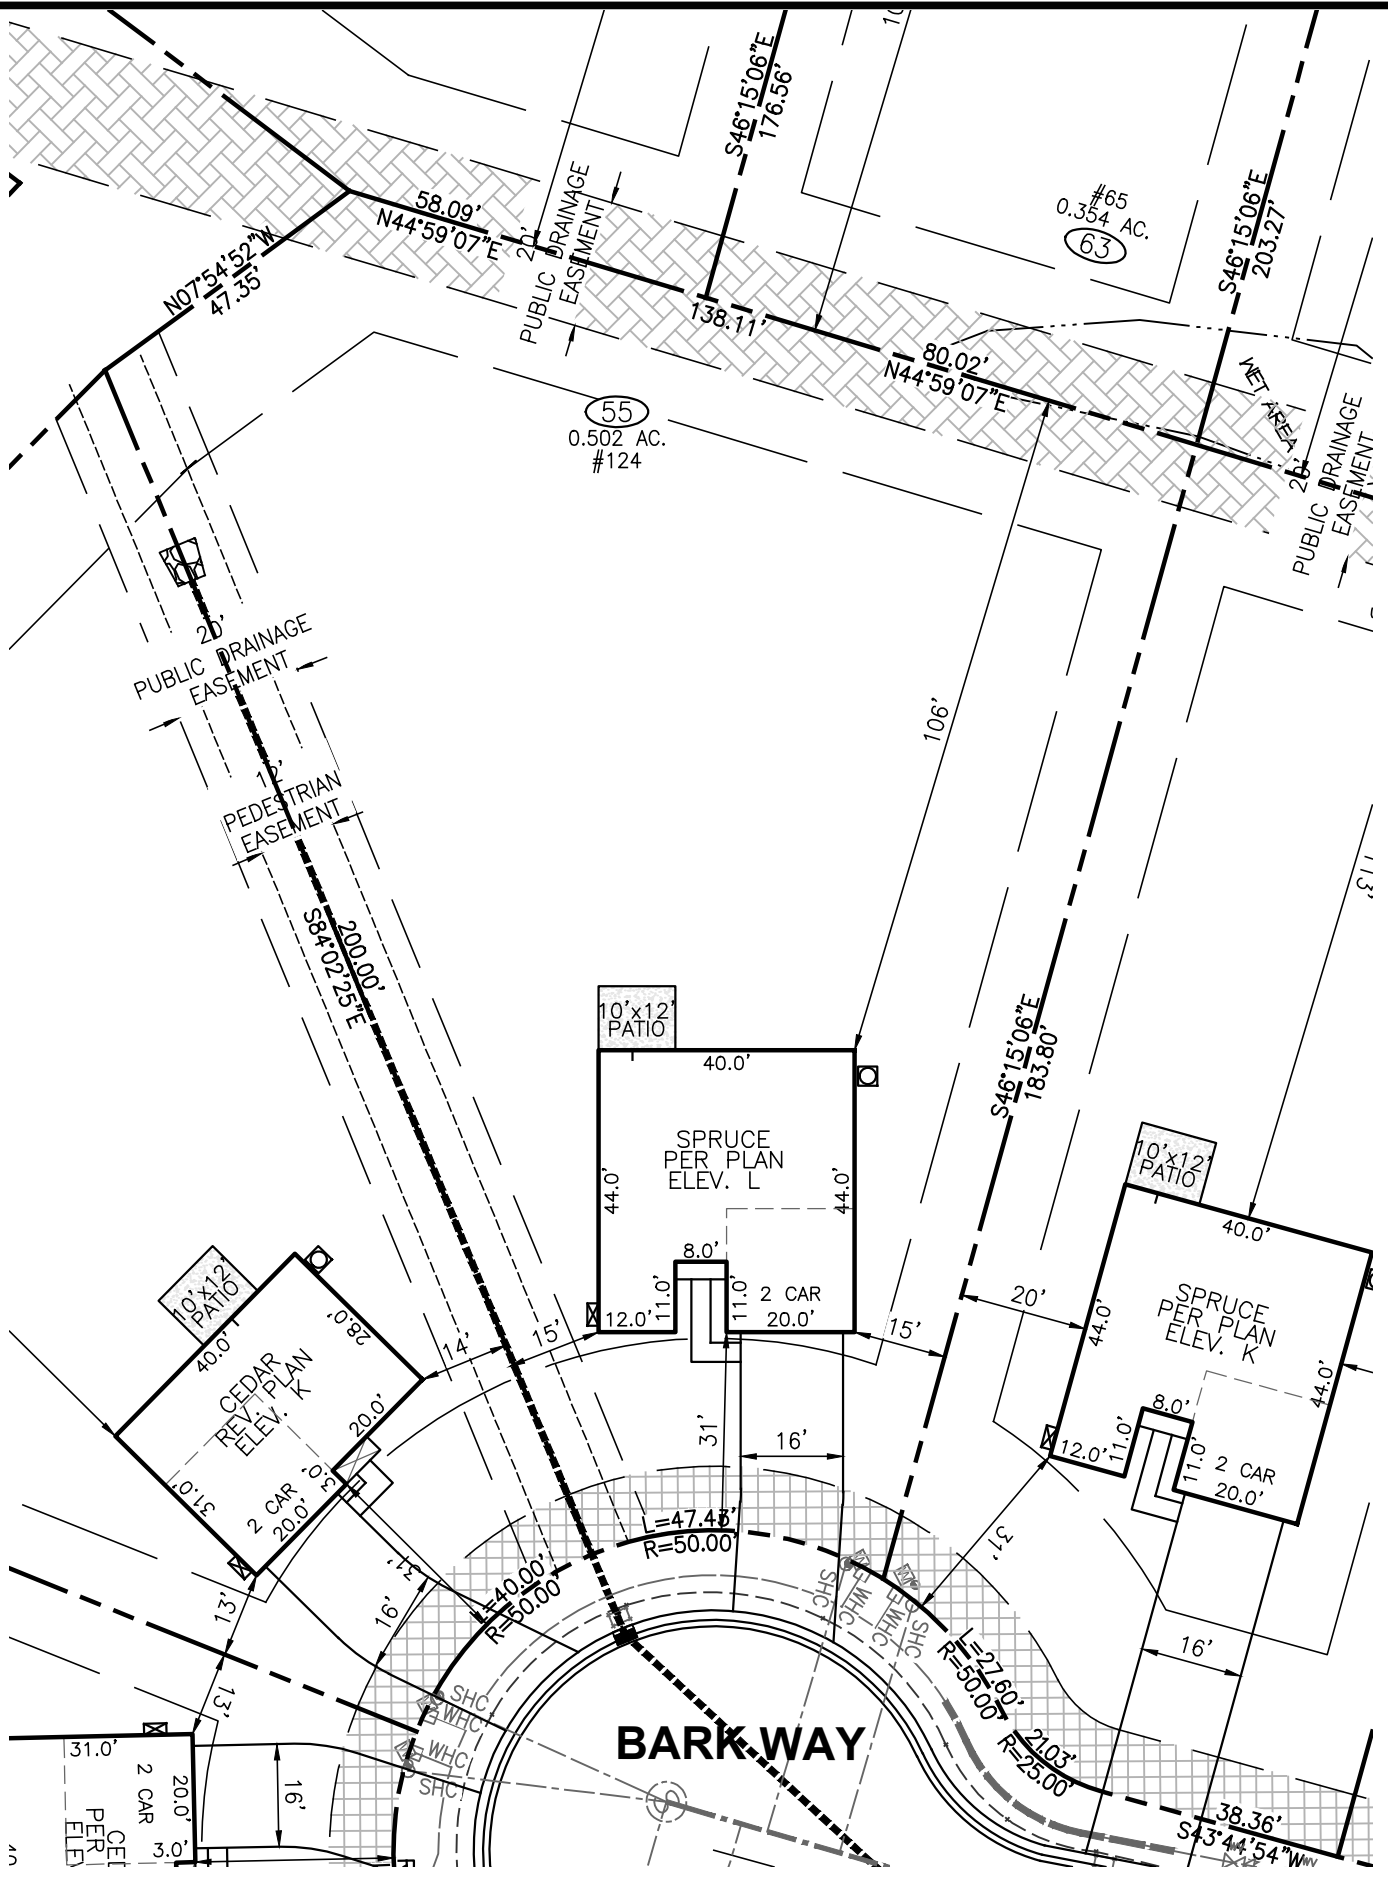 S46°15'06"E
176.56'
10
58.09'
N44°59'07"E
20'
PUBLIC DRAINAGE
EASEMENT
#65
0.354 AC.
63
S46°15'06"E
203.27'
N07°54'52"W
47.35'
138.11'
80.02'
N44°59'07"E
WET AREA
20'
PUBLIC DRAINAGE
EASEMENT
55
0.502 AC.
#124
20'
PUBLIC DRAINAGE
EASEMENT
12'
PEDESTRIAN
EASEMENT
106'
113'
200.00'
S84°02'25"E
10'x12'
PATIO
40.0'
SPRUCE
PER PLAN
ELEV. L
44.0'
44.0'
8.0'
11.0'
11.0'
2 CAR
12.0'
20.0'
S46°15'06"E
183.80'
10'x12'
PATIO
40.0'
SPRUCE
PER PLAN
ELEV. K
44.0'
44.0'
8.0'
11.0'
11.0'
2 CAR
12.0'
20.0'
10'x12'
PATIO
40.0'
28.0'
CEDAR
REV. PLAN
ELEV. K
20.0'
31.0'
3.0'
2 CAR
20.0'
14'
15'
15'
20'
31'
16'
31'
31'
16'
13'
13'
16'
L=47.43'
R=50.00'
L=40.00'
R=50.00'
SHC
WHC
WHC
SHC
SHC
WHC
WHC
SHC
L=27.60'
R=50.00'
21.03'
R=25.00'
38.36'
S43°44'54"W
BARK WAY
31.0'
2 CAR
20.0'
3.0'
16'
CED
PER
ELEV